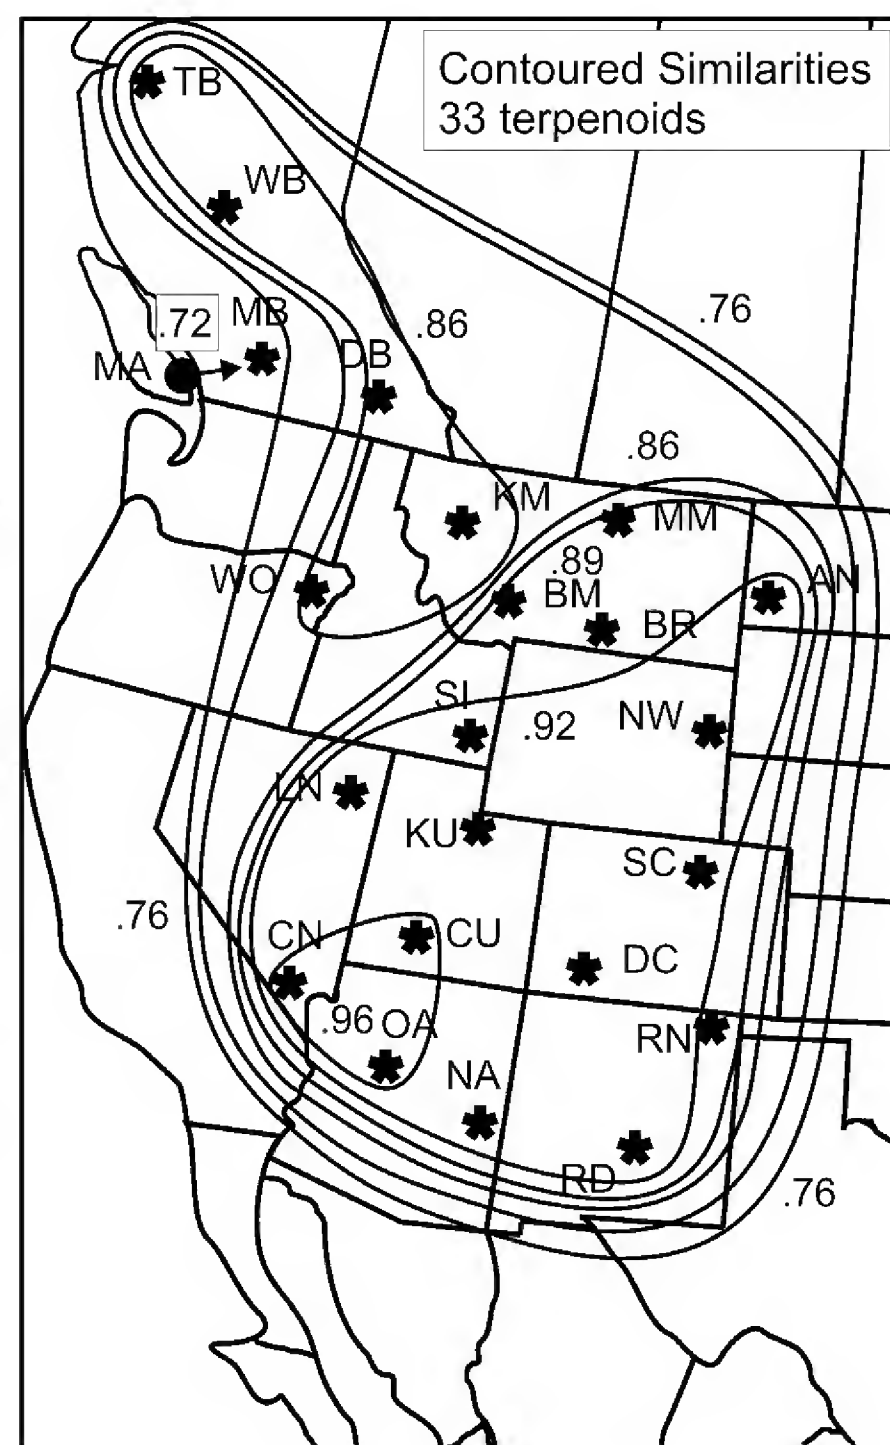 Contoured Similarities
33 terpenoids
TB
WB
.76
MB
.72
.86
DB
MA
.86
KM
MM
.89
AN
WO
BM
BR
SI
NW
.92
LN
KU
SC
.76
CN
CU
DC
.96
OA
RN
NA
RD
.76